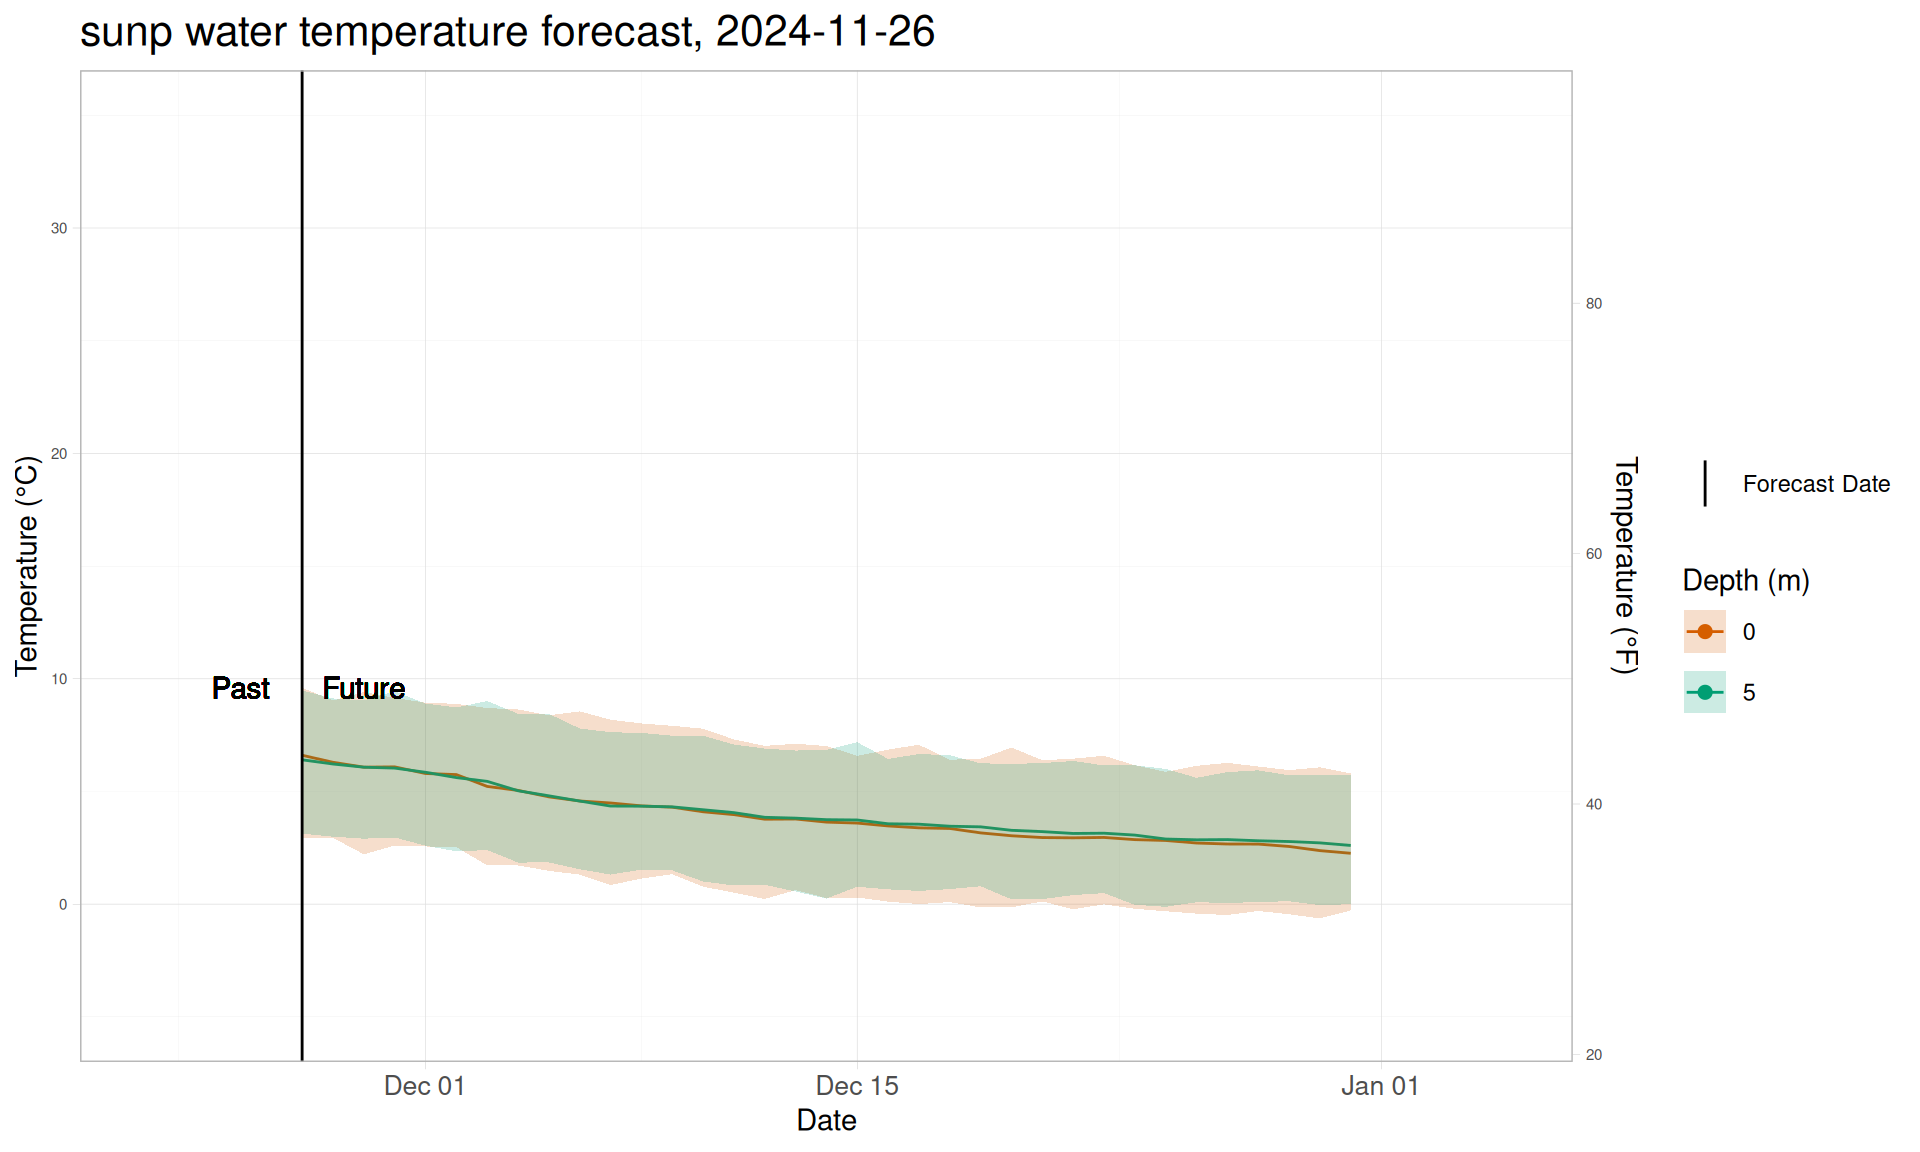 sunp water temperature forecast, 2024-11-26
Temperature (°C)
30
20
10
0
Past
Future
80
60
40
20
Temperature (°F)
Dec 01
Dec 15
Jan 01
Date
Forecast Date
Depth (m)
0
5